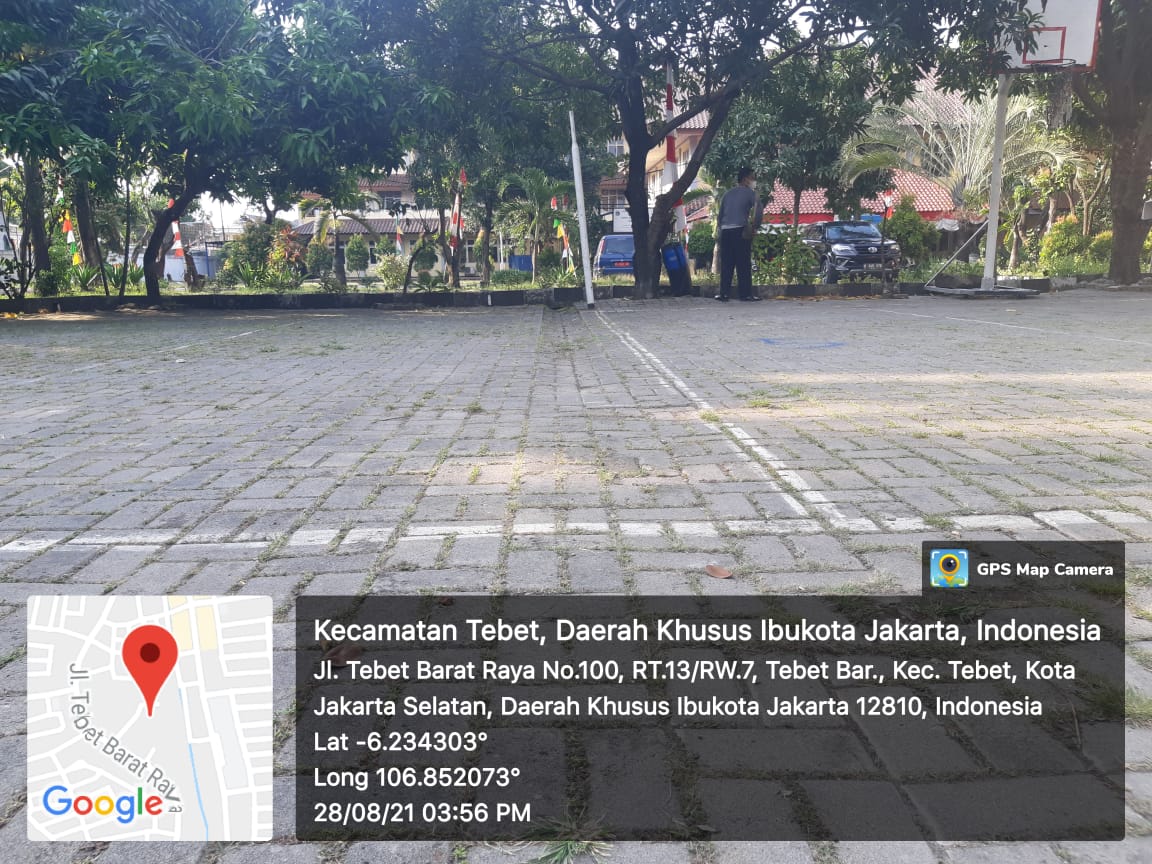 GPS Map Camera
Kecamatan Tebet, Daerah Khusus Ibukota Jakarta, Indonesia
Jl. Tebet Barat Raya No.100, RT.13/RW.7, Tebet Bar., Kec. Tebet, Kota
Jakarta Selatan, Daerah Khusus Ibukota Jakarta 12810, Indonesia
Lat -6.234303°
Long 106.852073°
28/08/21 03:56 PM
Jl. Tebet Barat Raya
Google